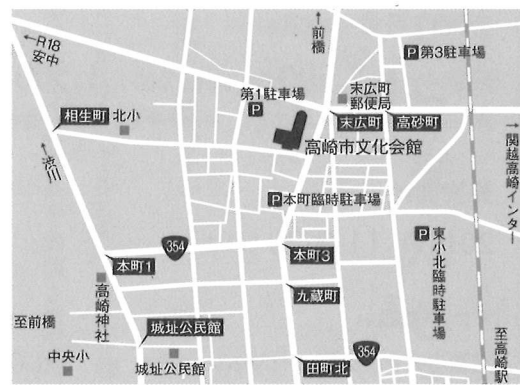 ↑前橋
←R18
安中
P第3駐車場
第1駐車場
P
末広町
郵便局
相生町
北小
末広町
高砂町
高崎市文化会館
←渋川
→関越高崎インター
P本町臨時駐車場
354
本町1
本町3
P東小北臨時駐車場
高崎神社
九蔵町
至前橋
城址公民館
中央小
城址公民館
田町北
354
至高崎駅